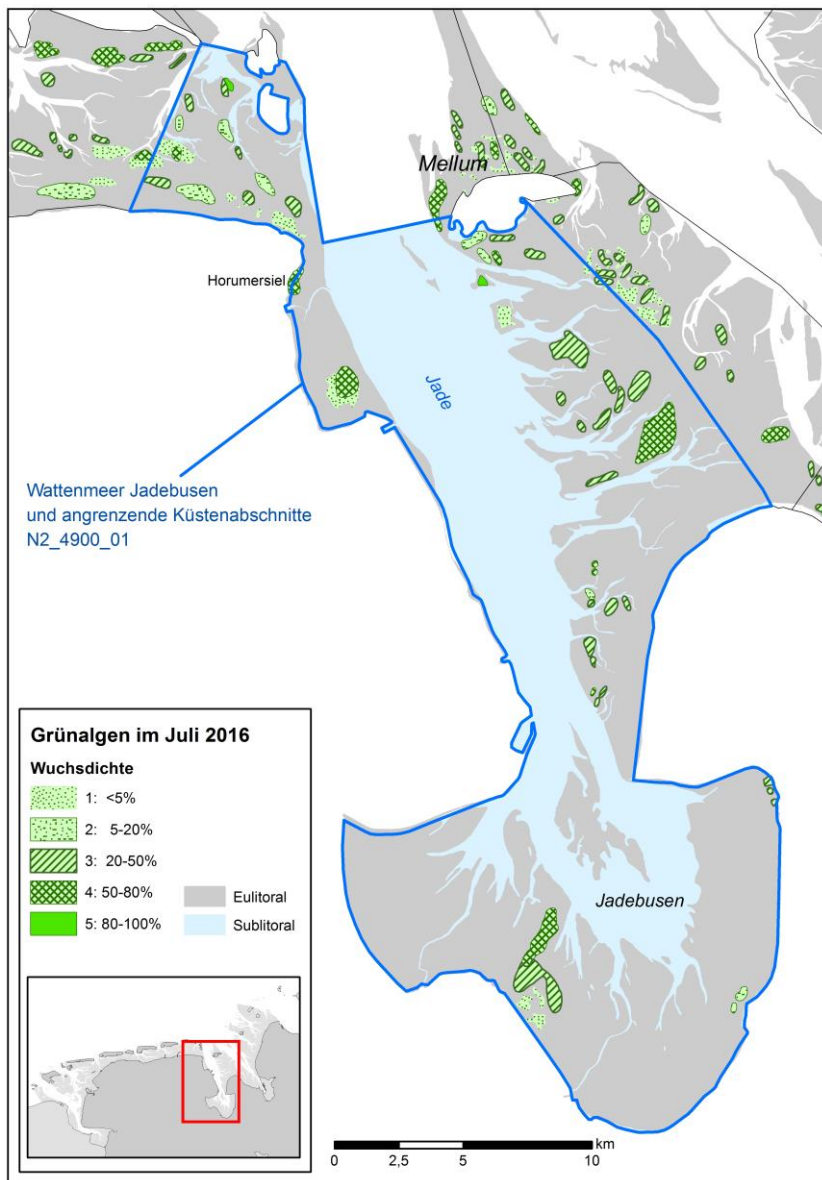 Mellum
Horumersiel
Jade
Wattenmeer Jadebusen
und angrenzende Küstenabschnitte
N2_4900_01
Grünalgen im Juli 2016
Wuchsdichte
1: <5%
2: 5-20%
3: 20-50%
4: 50-80%
5: 80-100%
Eulitoral
Sublitoral
Jadebusen
km
0 2,5 5 10